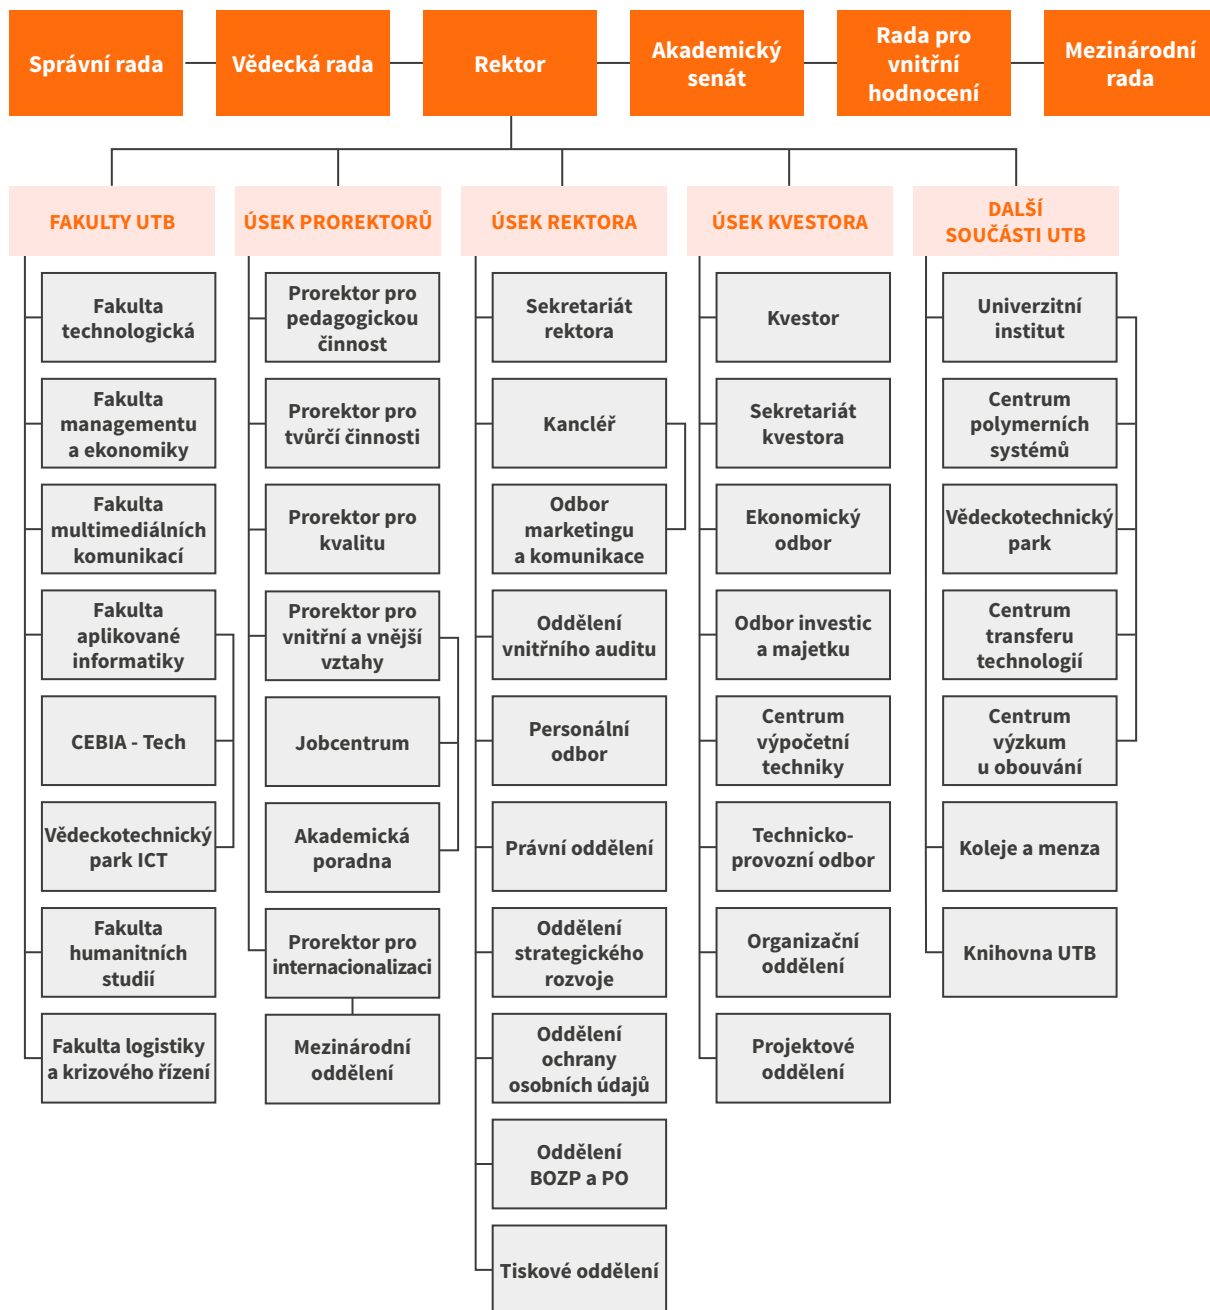 Správní rada
Vědecká rada
Rektor
Akademický
senát
Rada pro
vnitřní
hodnocení
Mezinárodní
rada
FAKULTY UTB
Fakulta
technologická
Fakulta
managementu
a ekonomiky
Fakulta
multimediálních
komunikací
Fakulta
aplikované
informatiky
CEBIA - Tech
Vědeckotechnický
park ICT
Fakulta
humanitních
studií
Fakulta logistiky
a krizového řízení
ÚSEK PROREKTORŮ
Prorektor pro
pedagogickou
činnost
Prorektor pro
tvůrčí činnosti
Prorektor pro
kvalitu
Prorektor pro
vnitřní a vnější
vztahy
Jobcentrum
Akademická
poradna
Prorektor pro
internacionalizaci
Mezinárodní
oddělení
ÚSEK REKTORA
Sekretariát
rektora
Kancléř
Odbor
marketingu
a komunikace
Oddělení
vnitřního auditu
Personální
odbor
Právní oddělení
Oddělení
strategického
rozvoje
Oddělení
ochrany
osobních údajů
Oddělení
BOZP a PO
Tiskové oddělení
ÚSEK KVESTORA
Kvestor
Sekretariát
kvestora
Ekonomický
odbor
Odbor investic
a majetku
Centrum
výpočetní
techniky
Technicko-
provozní odbor
Organizační
oddělení
Projektové
oddělení
DALŠÍ
SOUČÁSTI UTB
Univerzitní
institut
Centrum
polymerních
systémů
Vědeckotechnický
park
Centrum
transferu
technologií
Centrum
výzkum
u obouvání
Koleje a menza
Knihovna UTB